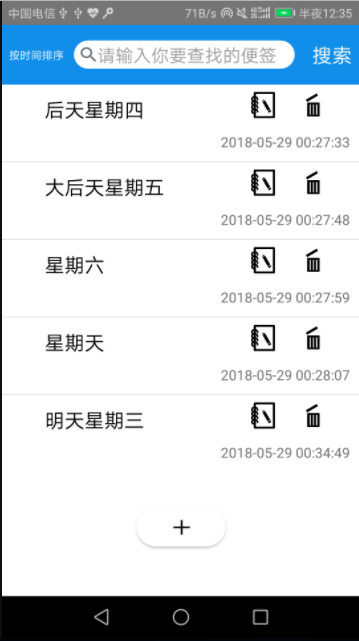 中国电信 71B/s 半夜12:35
按时间排序 请输入你要查找的便签 搜索
后天星期四
2018-05-29 00:27:33
大后天星期五
2018-05-29 00:27:48
星期六
2018-05-29 00:27:59
星期天
2018-05-29 00:28:07
明天星期三
2018-05-29 00:34:49
+